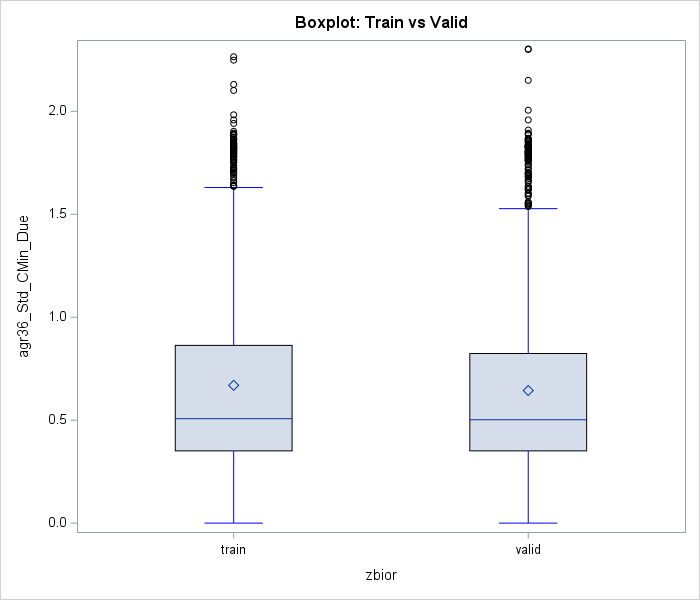 Boxplot: Train vs Valid
2.0
1.5
1.0
0.5
0.0
agr36_Std_CMin_Due
train
valid
zbior